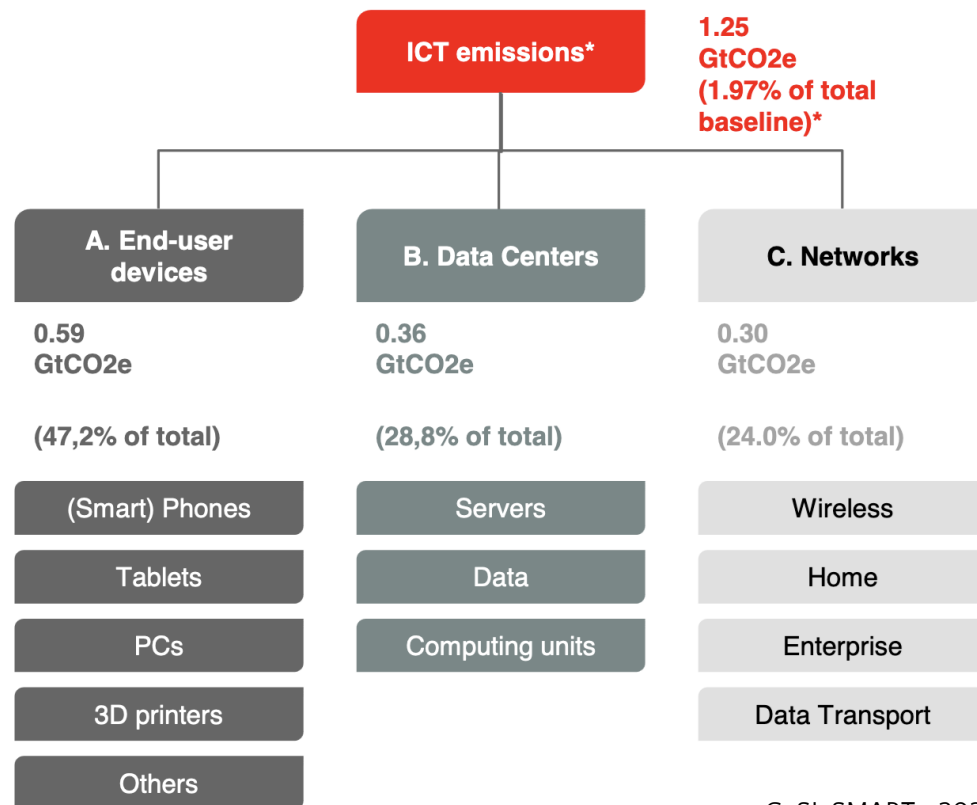 ICT emissions*
1.25
GtCO2e
(1.97% of total
baseline)*
A. End-user
devices
0.59
GtCO2e
(47,2% of total)
(Smart) Phones
Tablets
PCs
3D printers
Others
B. Data Centers
0.36
GtCO2e
(28,8% of total)
Servers
Data
Computing units
C. Networks
0.30
GtCO2e
(24.0% of total)
Wireless
Home
Enterprise
Data Transport